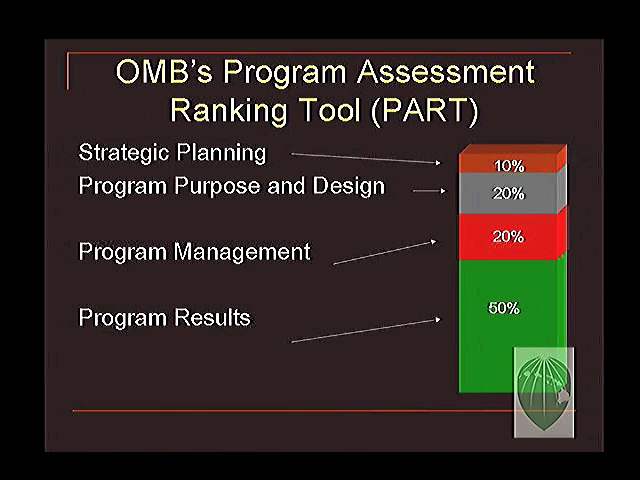 OMB's Program Assessment
Ranking Tool (PART)
Strategic Planning
10%
Program Purpose and Design
20%
Program Management
20%
Program Results
50%